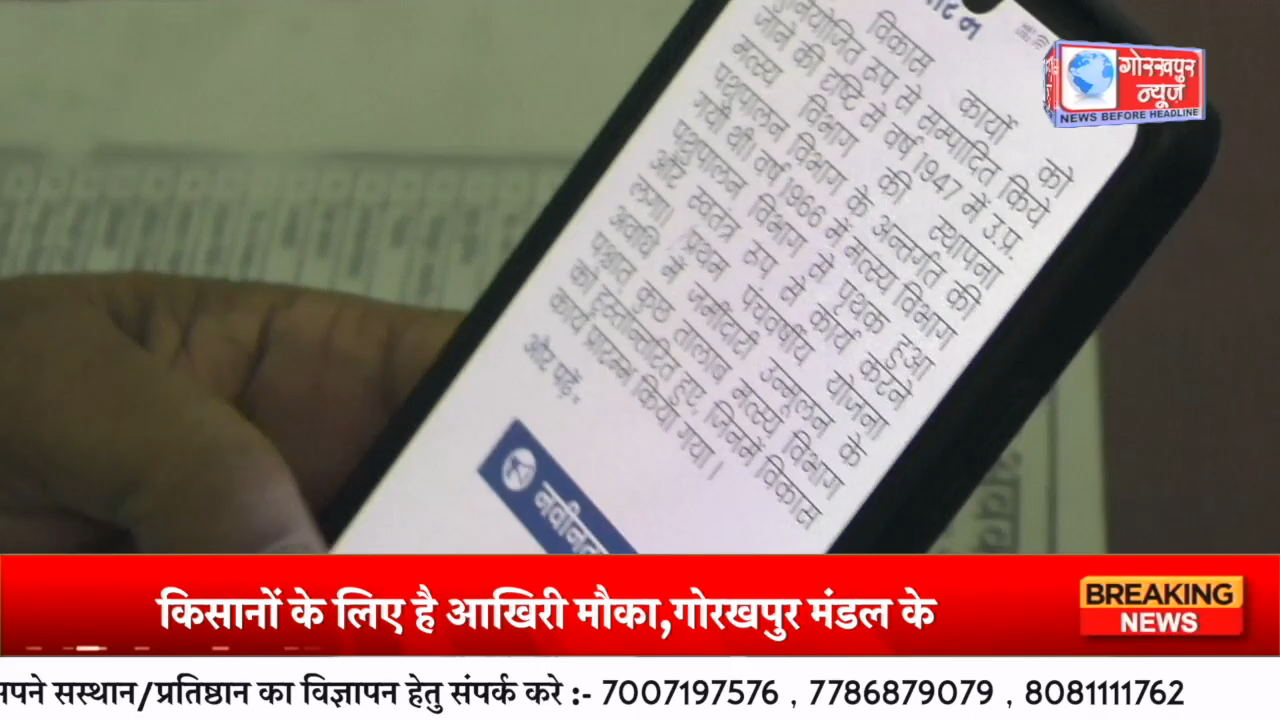 विकास कार्यों को
सुनियोजित रूप से सम्पादित किये
जाने की दृष्टि से वर्ष 1947 में उ.प्र.
मत्स्य विभाग की स्थापना
पशुपालन विभाग के अन्तर्गत की
गयी थी। वर्ष 1966 में मत्स्य विभाग
पशुपालन विभाग से पृथक हुआ
और स्वतंत्र रूप से कार्य करने
लगा। प्रथम पंचवर्षीय योजना
अवधि में जमींदारी उन्मूलन के
पश्चात कुछ तालाब मत्स्य विभाग
को हस्तान्तरित हुए, जिनमें विकास
कार्य प्रारम्भ किया गया।
और पढ़ें.
गोरखपुर
न्यूज़
NEWS BEFORE HEADLINE
किसानों के लिए है आखिरी मौका,गोरखपुर मंडल के
BREAKING
NEWS
सस्थान/प्रतिष्ठान का विज्ञापन हेतु संपर्क करे :- 7007197576 , 7786879079 , 8081111762